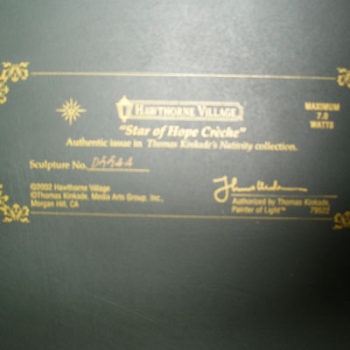 HAWTHORNE VILLAGE
"Star of Hope Crèche"
Authentic issue in Thomas Kinkade's Nativity collection.
MAXIMUM
7.0
WATTS
Sculpture No.
©2002 Hawthorne Village
©Thomas Kinkade, Media Arts Group, Inc.,
Morgan Hill, CA
Authorized by Thomas Kinkade,
Painter of Light™
79522